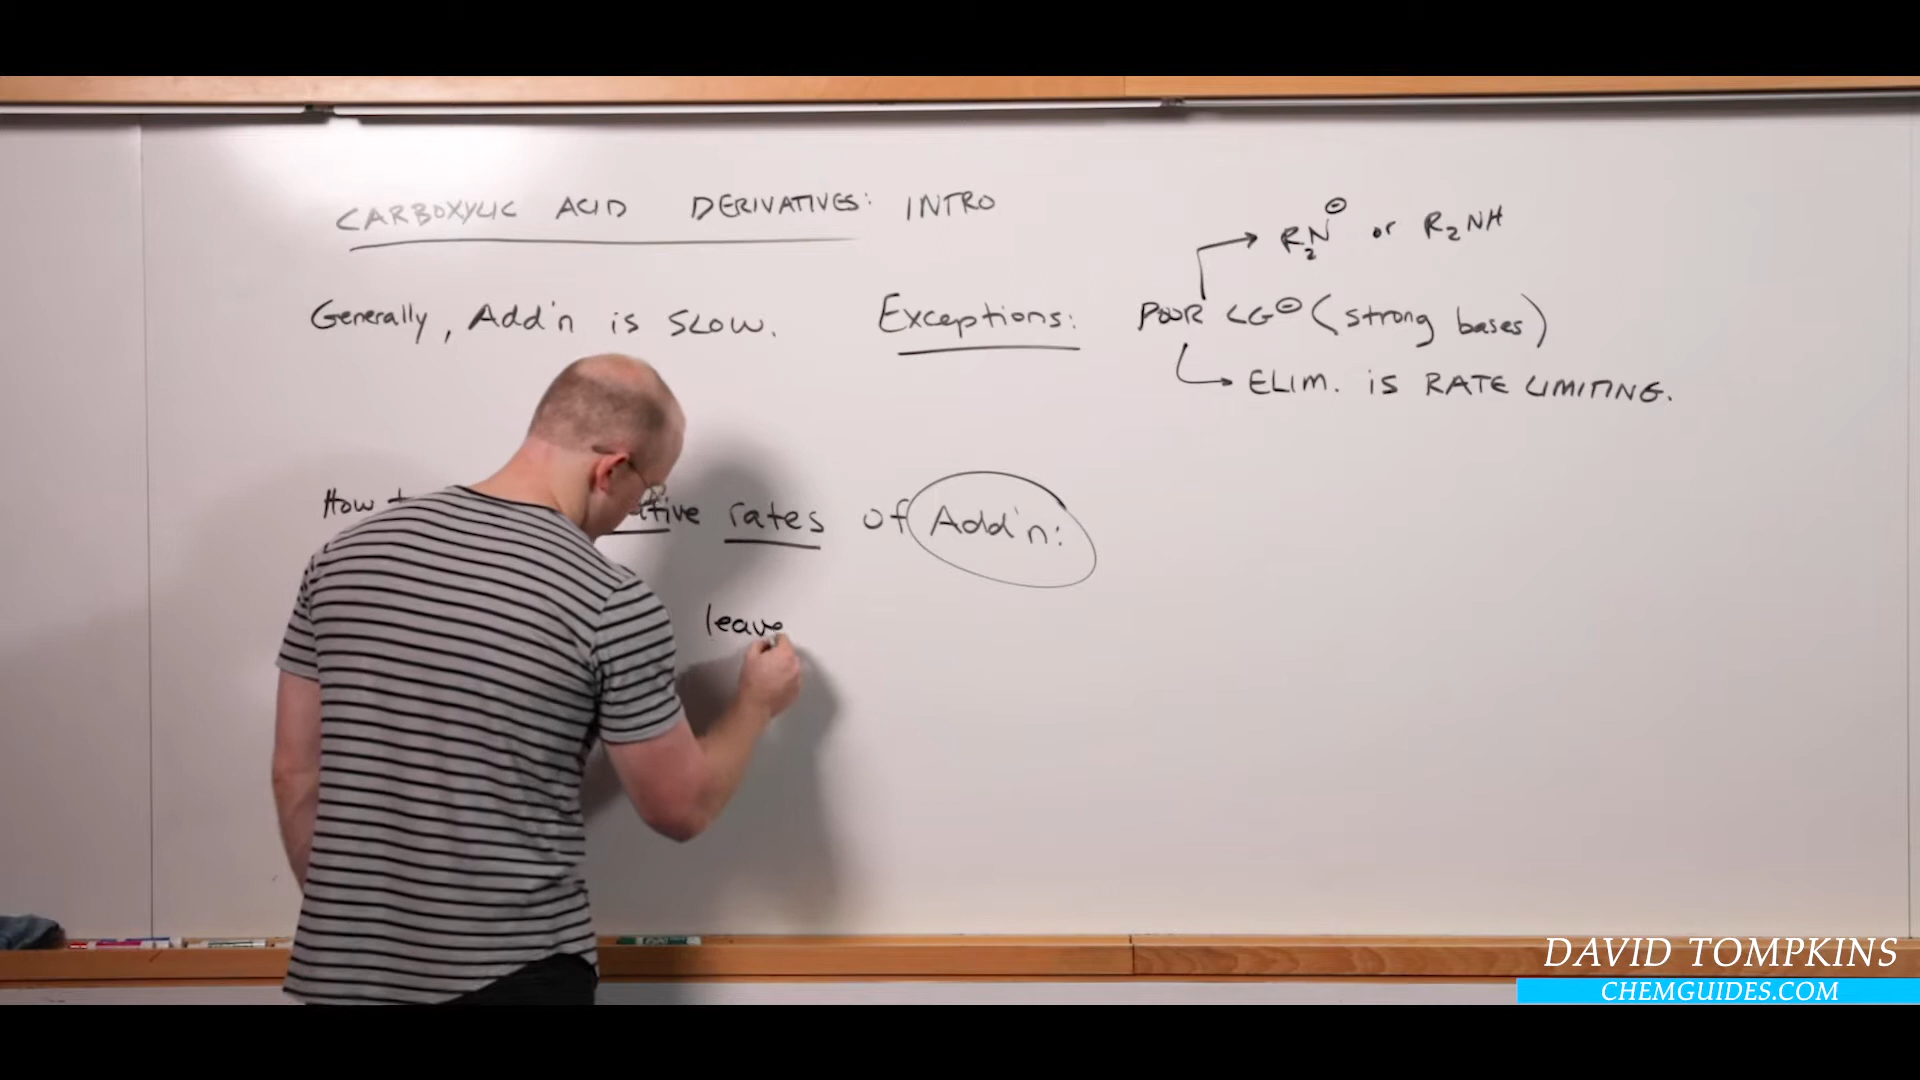 CARBOXYLIC ACID DERIVATIVES: INTRO
Generally, Add'n is SLOW.
Exceptions:
R₂N⊖ or R₂NH
POOR LG⊖ (strong bases)
ELIM. is RATE LIMITING.
How rates of Add'n:
leave
DAVID TOMPKINS
CHEMGUIDES.COM